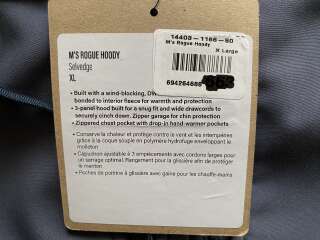 M'S ROGUE HOODY
Selvedge
XL
14403-1166-60
M's Rogue Hoody
X Large
694264688
• Built with a wind-blocking,
bonded to interior fleece for warmth and protection
• 3-panel hood built for a snug fit and wide drawcords to
securely cinch down. Zipper garage for chin protection
• Zippered chest pocket with drop-in hand-warmer pockets
• Conserve la chaleur et protège contre le vent et les intempéries
grâce à la coque souple en polymère hydrofuge enveloppant le
molleton
• Capuchon ajustable à 3 empiècements avec cordons larges pour
un serrage optimal. Rangement pour la glissière afin de protéger
le menton
• Poches de poitrine à glissière avec gaine pour les chauffe-mains